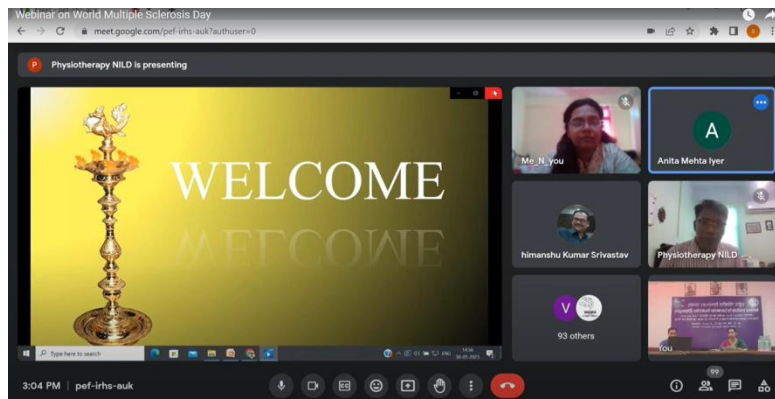 Webinar on World Multiple Sclerosis Day
meet.google.com/pef-irhs-auk?authuser=0
P
Physiotherapy NILD is presenting
WELCOME
Type here to search
ENG
Me_N_you
A
Anita Mehta Iyer
himanshu Kumar Srivastav
Physiotherapy NILD
V
93 others
You
3:04 PM | pef-irhs-auk
CC
99